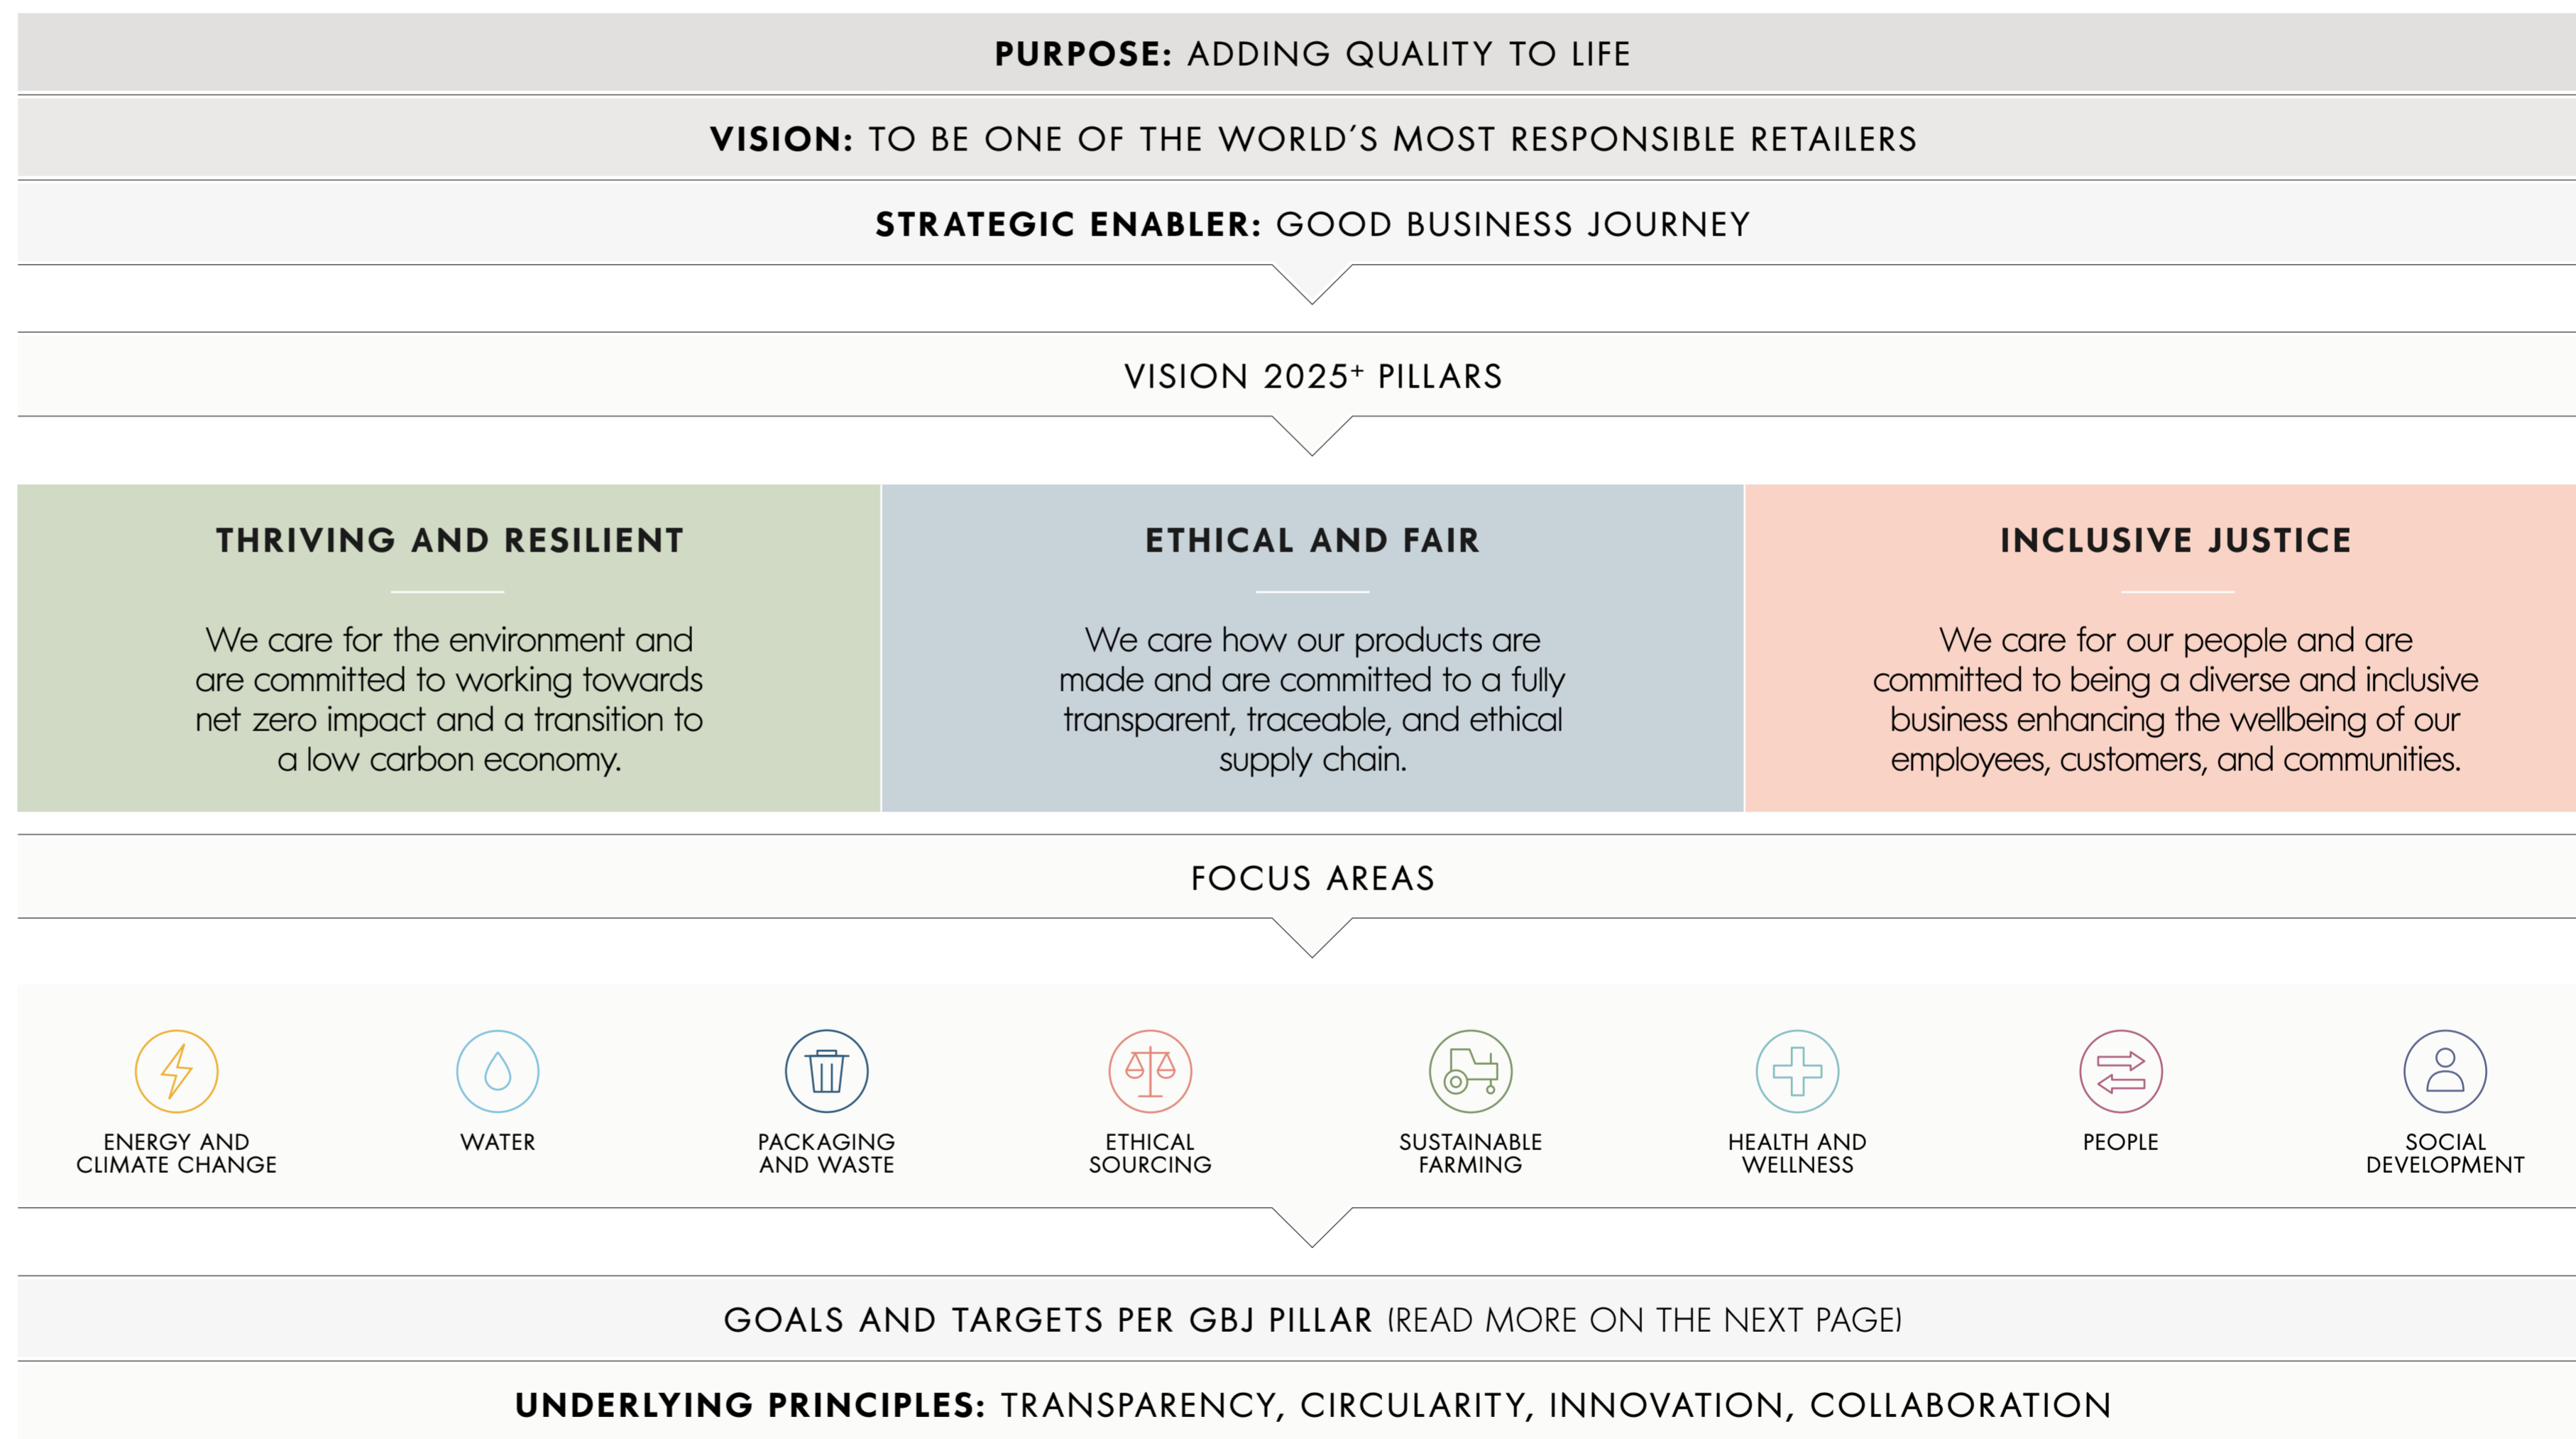 PURPOSE: ADDING QUALITY TO LIFE
VISION: TO BE ONE OF THE WORLD'S MOST RESPONSIBLE RETAILERS
STRATEGIC ENABLER: GOOD BUSINESS JOURNEY
VISION 2025+ PILLARS
THRIVING AND RESILIENT
We care for the environment and
are committed to working towards
net zero impact and a transition to
a low carbon economy.
ETHICAL AND FAIR
We care how our products are
made and are committed to a fully
transparent, traceable, and ethical
supply chain.
INCLUSIVE JUSTICE
We care for our people and are
committed to being a diverse and inclusive
business enhancing the wellbeing of our
employees, customers, and communities.
FOCUS AREAS
ENERGY AND
CLIMATE CHANGE
WATER
PACKAGING
AND WASTE
ETHICAL
SOURCING
SUSTAINABLE
FARMING
HEALTH AND
WELLNESS
PEOPLE
SOCIAL
DEVELOPMENT
GOALS AND TARGETS PER GBJ PILLAR (READ MORE ON THE NEXT PAGE)
UNDERLYING PRINCIPLES: TRANSPARENCY, CIRCULARITY, INNOVATION, COLLABORATION